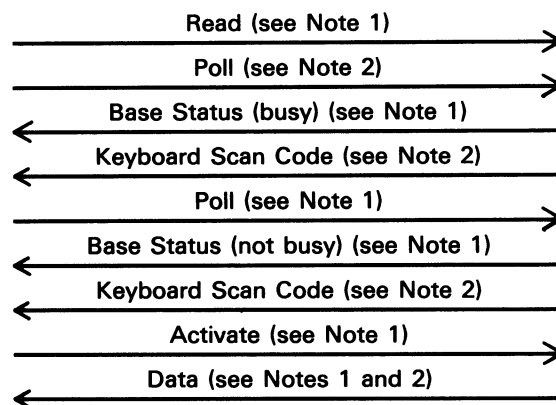 Read (see Note 1)
Poll (see Note 2)
Base Status (busy) (see Note 1)
Keyboard Scan Code (see Note 2)
Poll (see Note 1)
Base Status (not busy) (see Note 1)
Keyboard Scan Code (see Note 2)
Activate (see Note 1)
Data (see Notes 1 and 2)